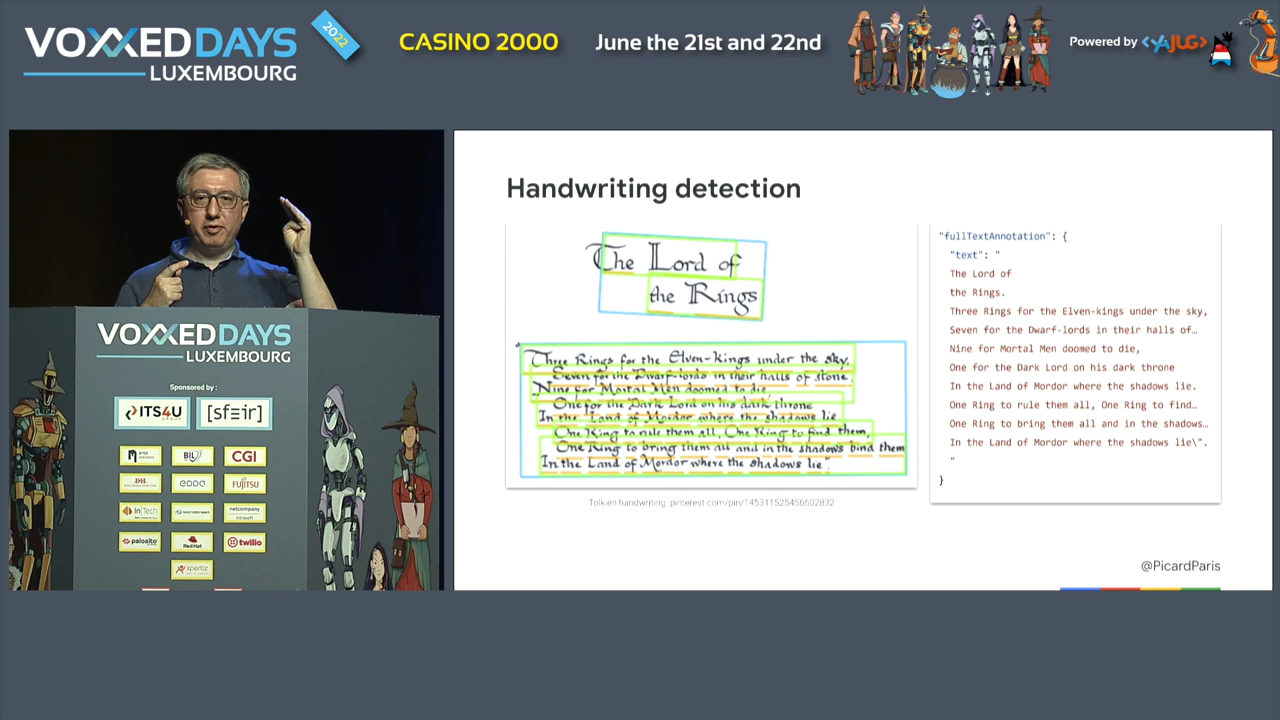 VOXXED DAYS
LUXEMBOURG
2022
CASINO 2000
June the 21st and 22nd
Powered by <YAJUG>
VOXXED DAYS
LUXEMBOURG
Sponsored by :
ITS4U
GROUP
[sfeir]
BIL
CGI
eooo
FUJITSU
InTech
netcompany
intrasoft
paloalto
Red Hat
twilio
xpertiz
Handwriting detection
The Lord of
the Rings
"Three Rings for the Elven-kings under the sky,
Seven for the Dwarf-lords in their halls of stone,
Nine for Mortal Men doomed to die,
One for the Dark Lord on his dark throne
In the Land of Mordor where the shadows lie.
One Ring to rule them all, One Ring to find them,
One Ring to bring them all and in the shadows bind them
In the Land of Mordor where the shadows lie".
Tolkien handwriting pinterest.com/pin/145311525456602832
"fullTextAnnotation": {
"text": "
The Lord of
the Rings.
Three Rings for the Elven-kings under the sky,
Seven for the Dwarf-lords in their halls of…
Nine for Mortal Men doomed to die,
One for the Dark Lord on his dark throne
In the Land of Mordor where the shadows lie.
One Ring to rule them all, One Ring to find…
One Ring to bring them all and in the shadows…
In the Land of Mordor where the shadows lie\".
"
}
@PicardParis